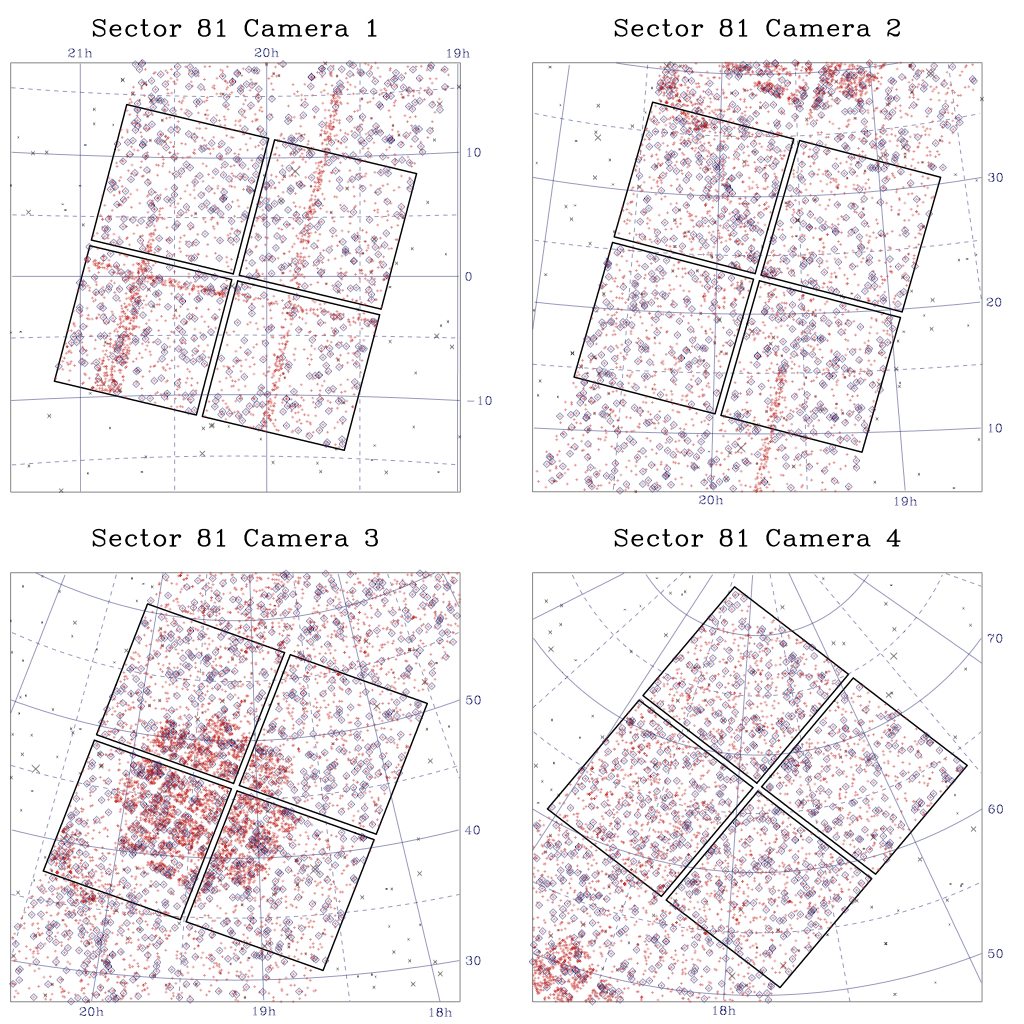 Sector 81 Camera 1
21h
20h
19h
10
0
-10
Sector 81 Camera 2
30
20
10
20h
19h
Sector 81 Camera 3
50
40
30
20h
19h
18h
Sector 81 Camera 4
70
60
50
18h